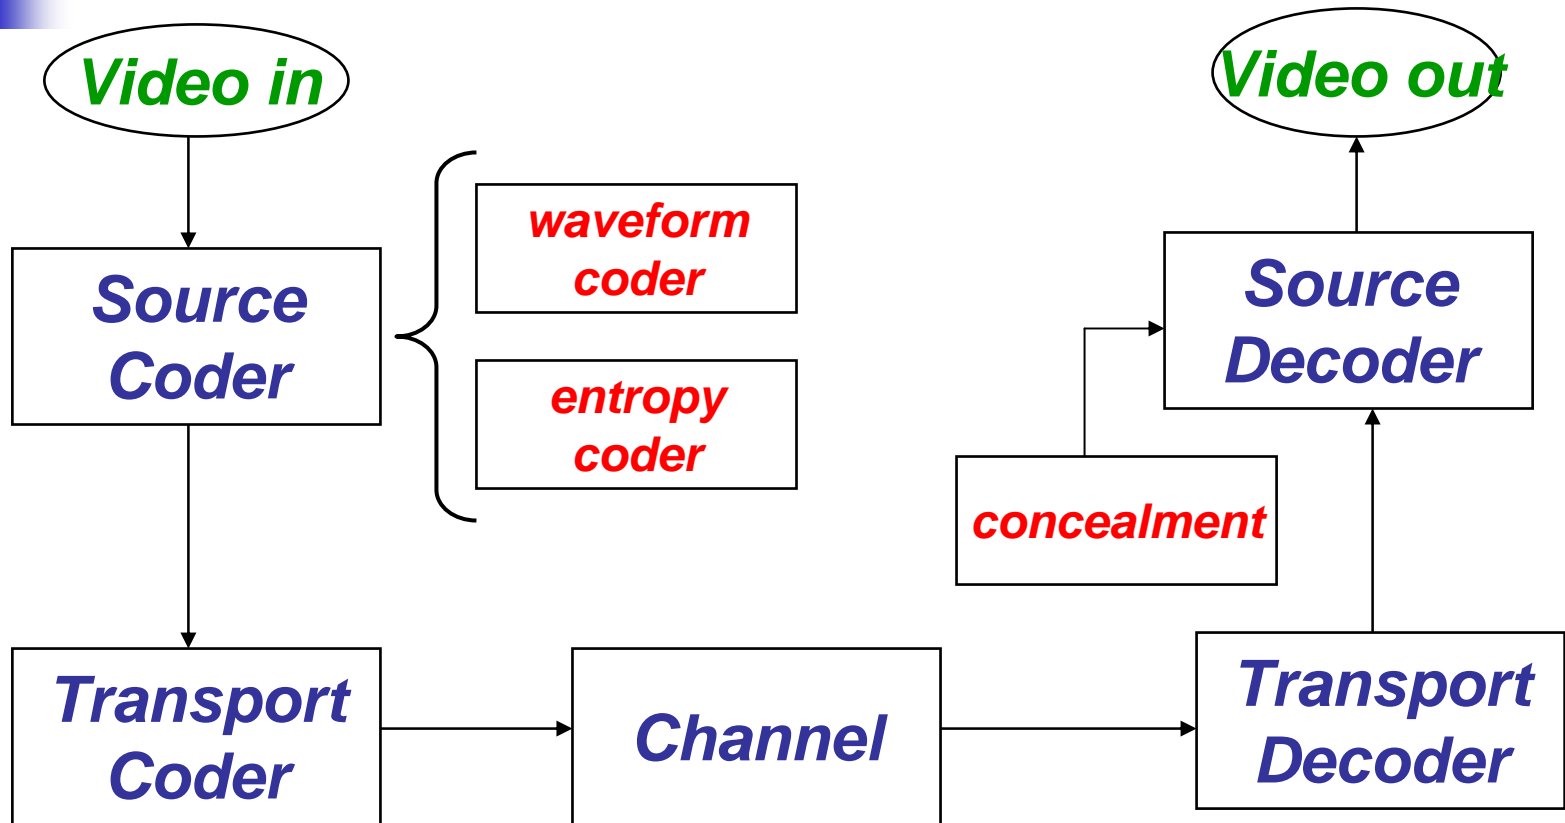 Video in
Video out
waveform
coder
Source
Coder
Source
Decoder
entropy
coder
concealment
Transport
Coder
Channel
Transport
Decoder